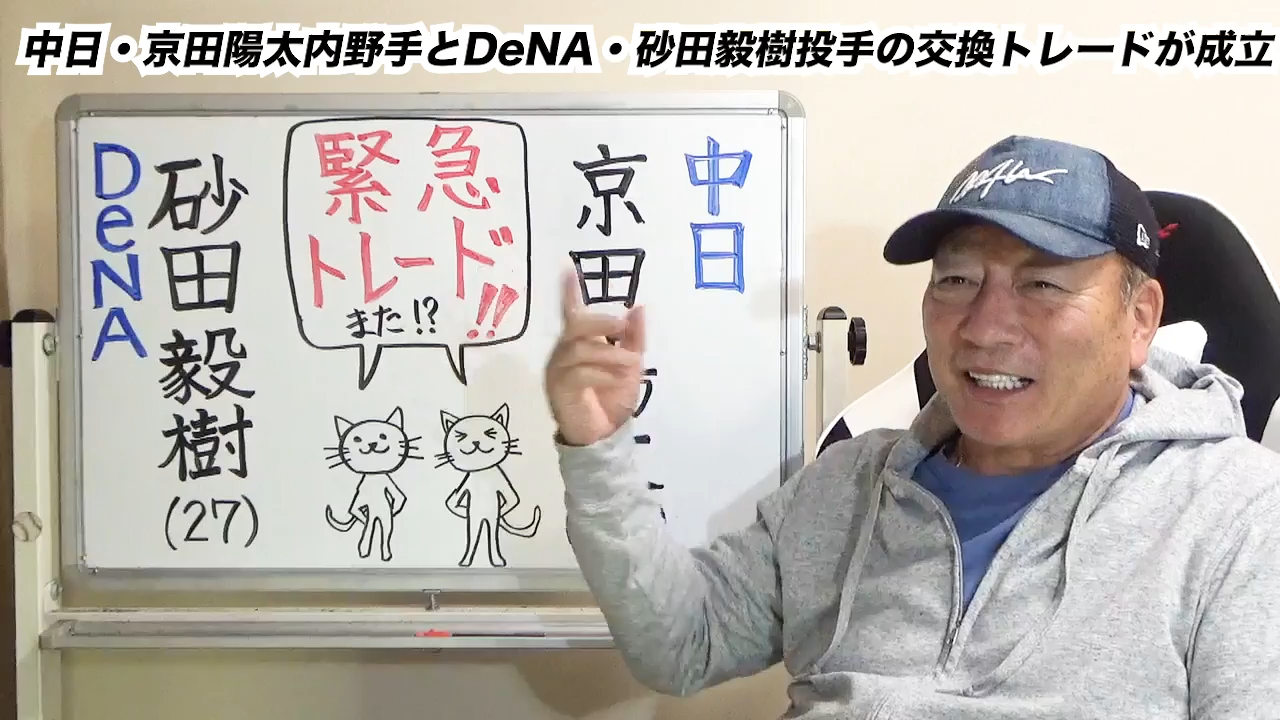 中日・京田陽太内野手とDeNA・砂田毅樹投手の交換トレードが成立
DeNA
砂田毅樹
(27)
緊急
トレード!!
また!?
京田
中日